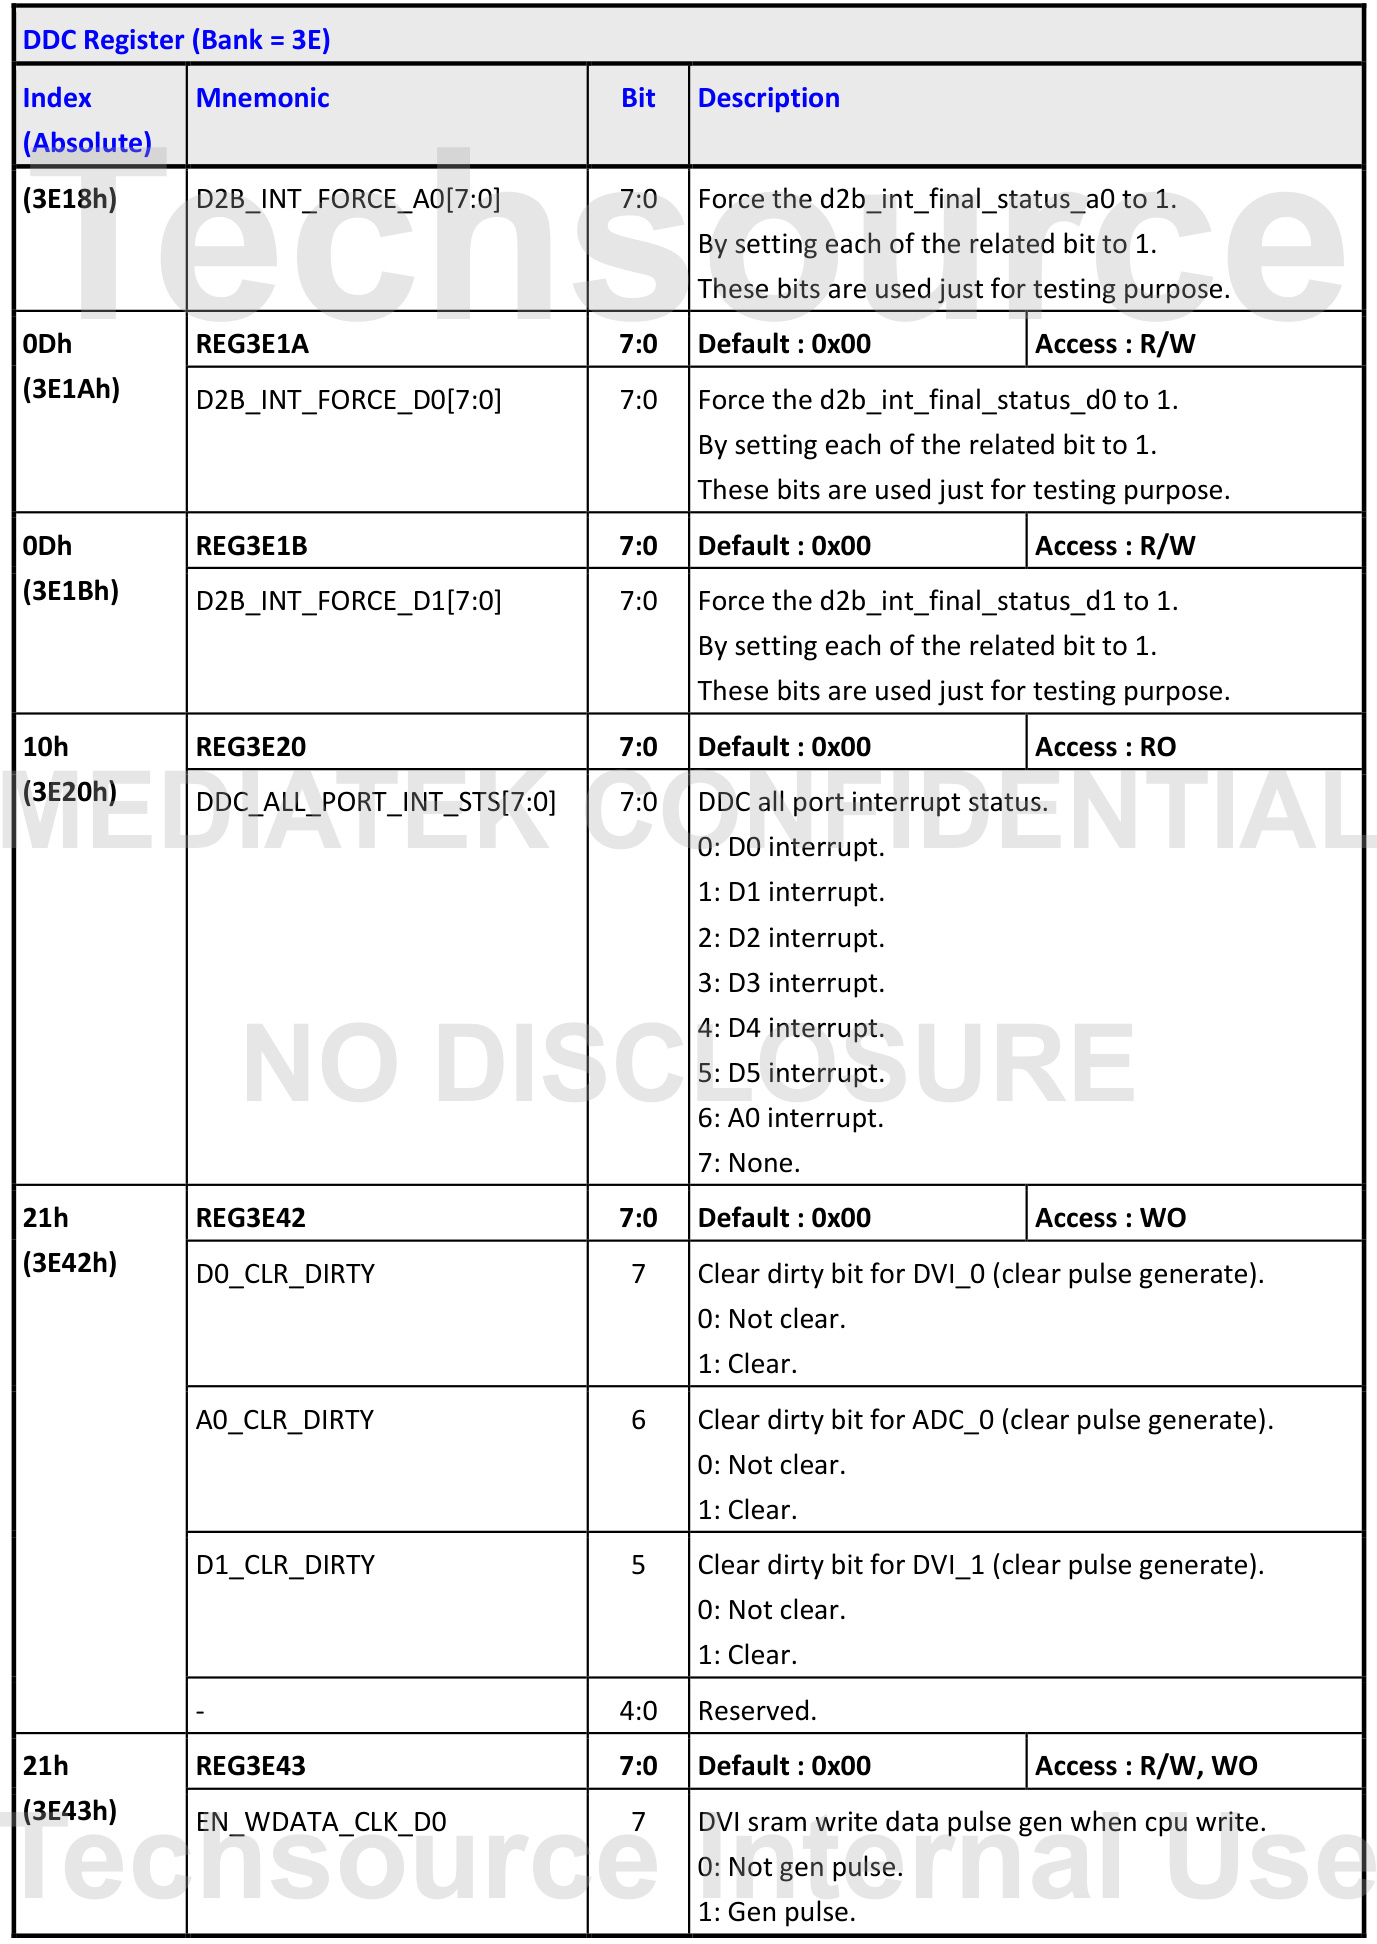 DDC Register (Bank = 3E)
Index Mnemonic Bit Description
(Absolute)
(3E18h) D2B_INT_FORCE_A0[7:0] 7:0 Force the d2b_int_final_status_a0 to 1.
By setting each of the related bit to 1.
These bits are used just for testing purpose.
Techsource
0Dh REG3E1A 7:0 Default : 0x00 Access : R/W
(3E1Ah) D2B_INT_FORCE_D0[7:0] 7:0 Force the d2b_int_final_status_d0 to 1.
By setting each of the related bit to 1.
These bits are used just for testing purpose.
0Dh REG3E1B 7:0 Default : 0x00 Access : R/W
(3E1Bh) D2B_INT_FORCE_D1[7:0] 7:0 Force the d2b_int_final_status_d1 to 1.
By setting each of the related bit to 1.
These bits are used just for testing purpose.
10h REG3E20 7:0 Default : 0x00 Access : RO
(3E20h) DDC_ALL_PORT_INT_STS[7:0] 7:0 DDC all port interrupt status.
MEDIATEK CONFIDENTIAL
0: D0 interrupt.
1: D1 interrupt.
2: D2 interrupt.
3: D3 interrupt.
4: D4 interrupt.
NO DISCLOSURE
5: D5 interrupt.
6: A0 interrupt.
7: None.
21h REG3E42 7:0 Default : 0x00 Access : WO
(3E42h) D0_CLR_DIRTY 7 Clear dirty bit for DVI_0 (clear pulse generate).
0: Not clear.
1: Clear.
A0_CLR_DIRTY 6 Clear dirty bit for ADC_0 (clear pulse generate).
0: Not clear.
1: Clear.
D1_CLR_DIRTY 5 Clear dirty bit for DVI_1 (clear pulse generate).
0: Not clear.
1: Clear.
- 4:0 Reserved.
21h REG3E43 7:0 Default : 0x00 Access : R/W, WO
(3E43h) EN_WDATA_CLK_D0 7 DVI sram write data pulse gen when cpu write.
Techsource Internal Use
0: Not gen pulse.
1: Gen pulse.